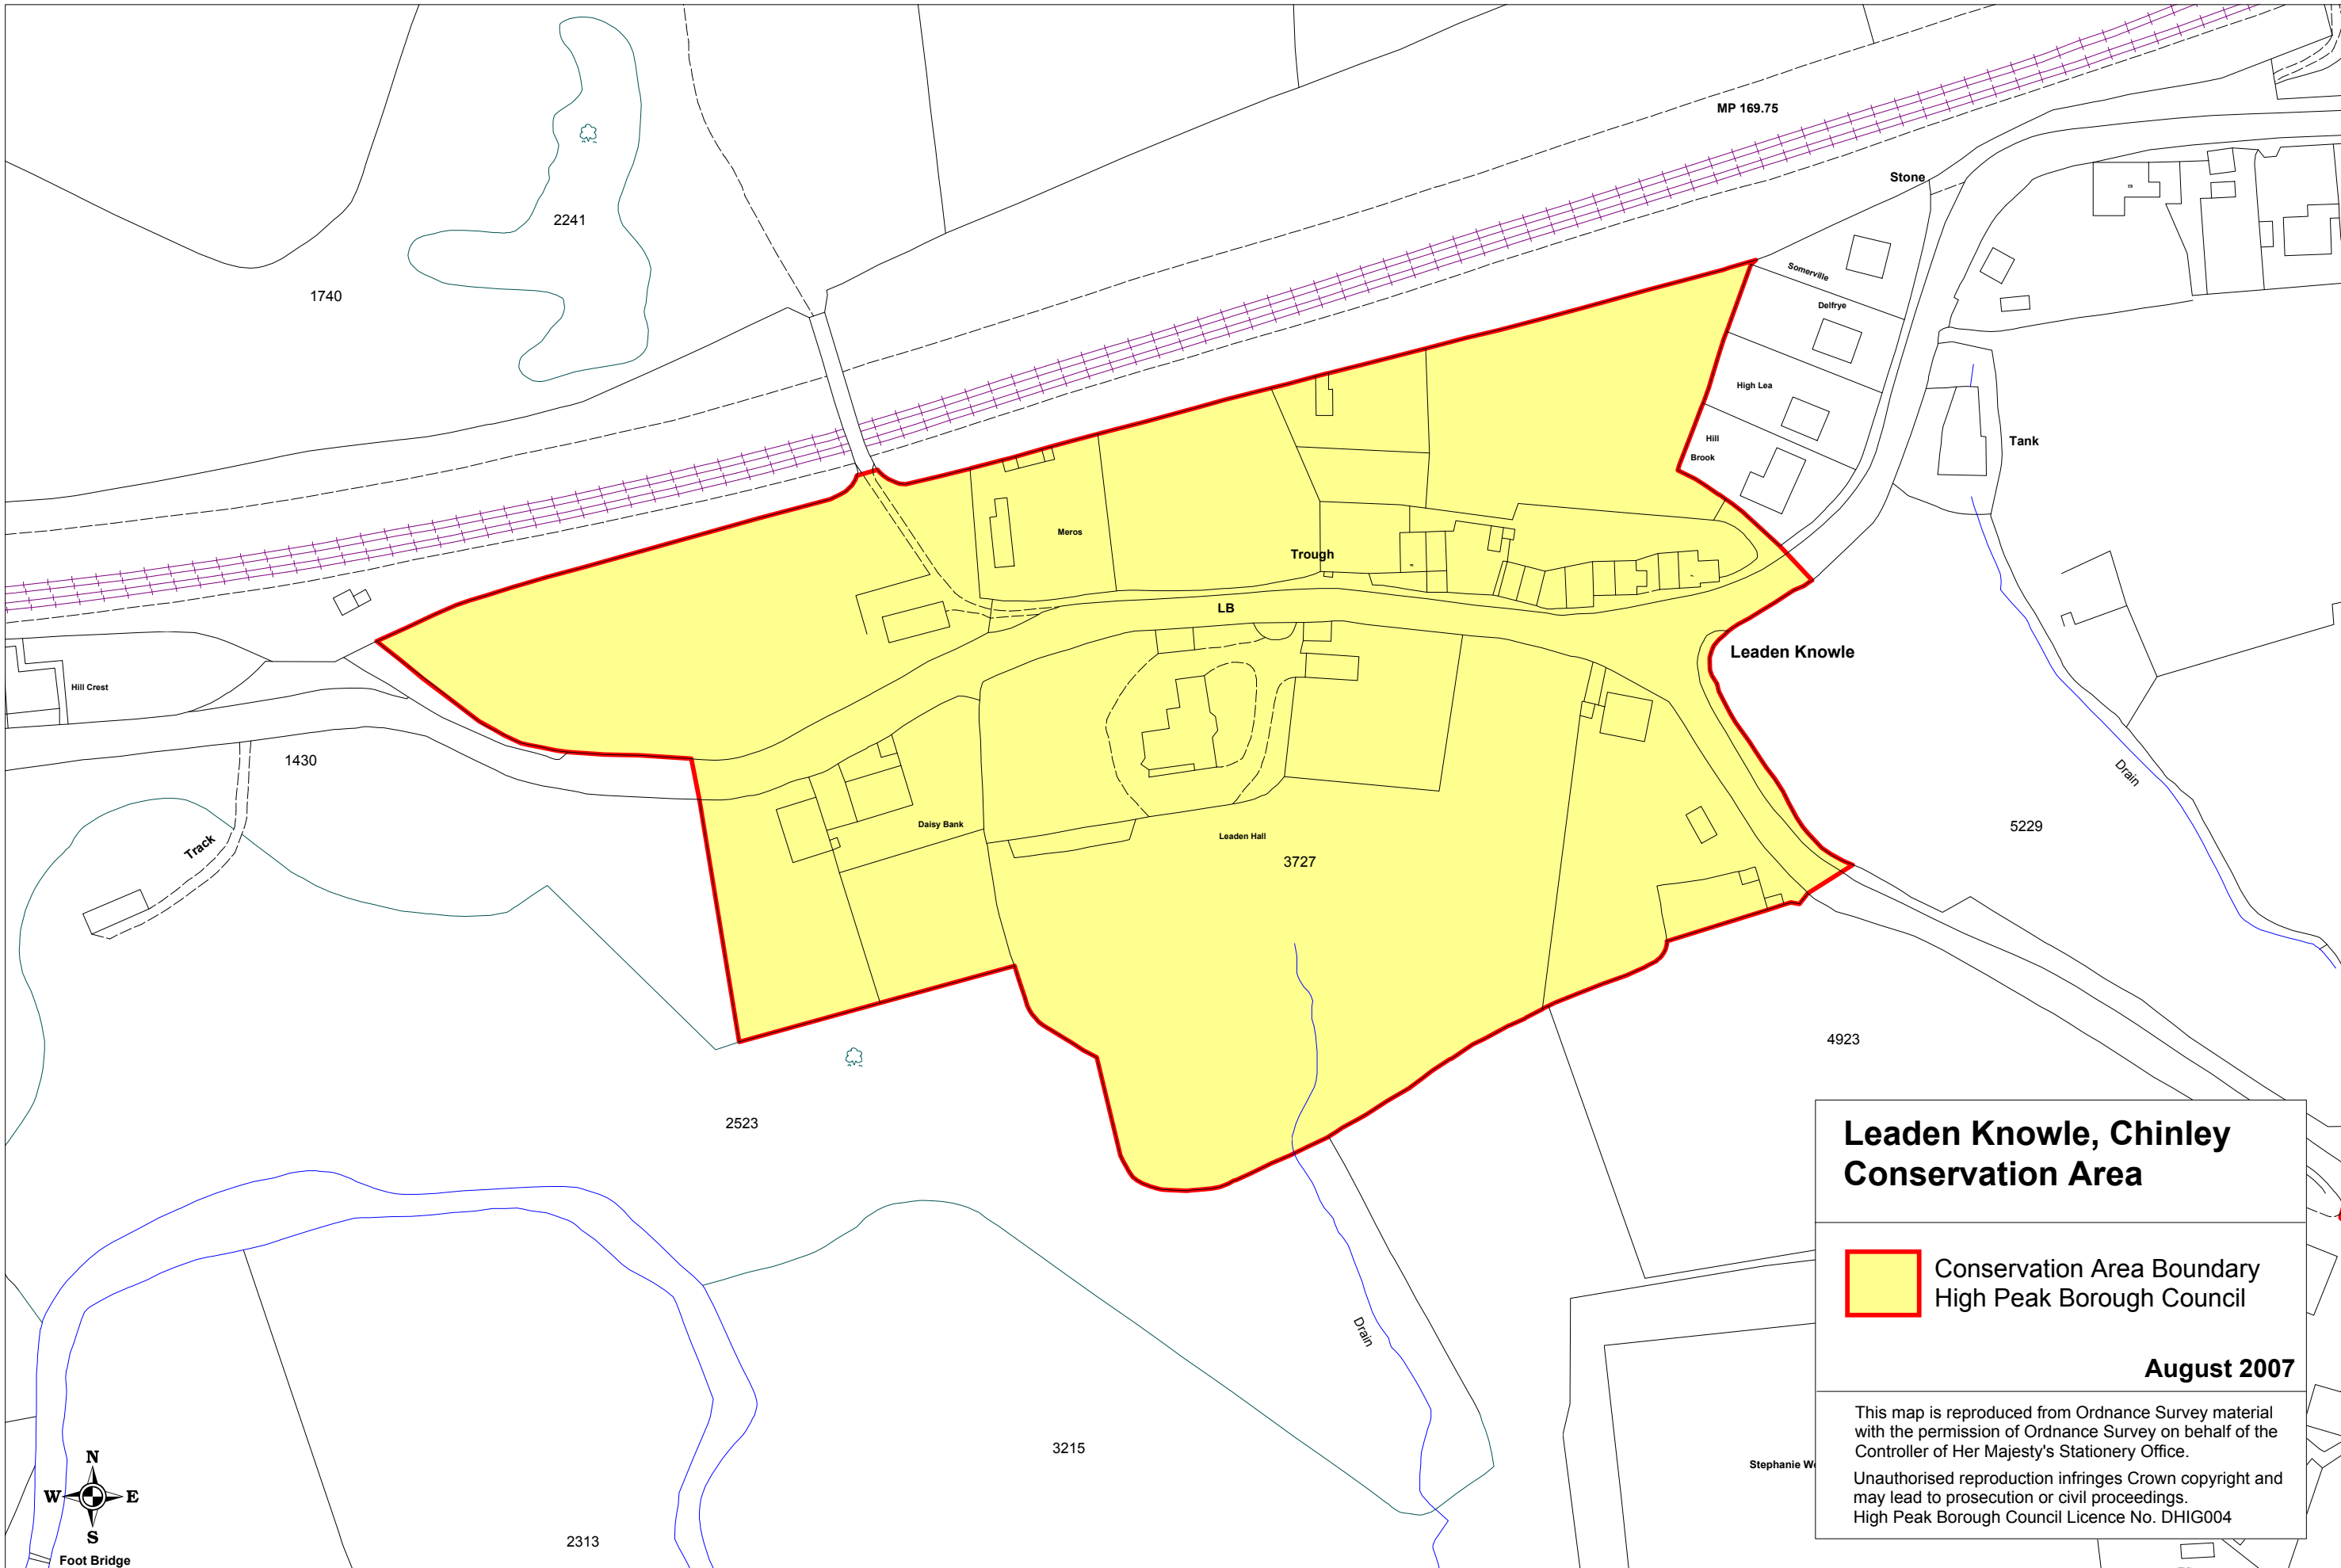 MP 169.75
Stone
2241
1740
Somerville
Delfrye
High Lea
Hill
Brook
Tank
Meros
Trough
LB
Leaden Knowle
Hill Crest
1430
Track
Daisy Bank
Leaden Hall
3727
Drain
5229
4923
2523
Drain
3215
2313
Stephanie W
N
W
E
S
Foot Bridge
Leaden Knowle, Chinley
Conservation Area
Conservation Area Boundary
High Peak Borough Council
August 2007
This map is reproduced from Ordnance Survey material
with the permission of Ordnance Survey on behalf of the
Controller of Her Majesty's Stationery Office.
Unauthorised reproduction infringes Crown copyright and
may lead to prosecution or civil proceedings.
High Peak Borough Council Licence No. DHIG004